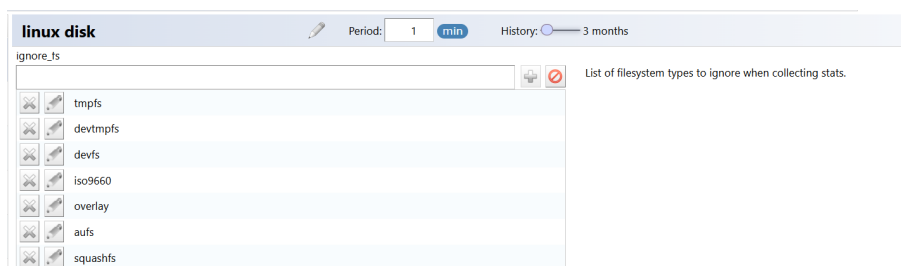 linux disk
Period: 1 min
History: 3 months
ignore_fs
List of filesystem types to ignore when collecting stats.
tmpfs
devtmpfs
devfs
iso9660
overlay
aufs
squashfs